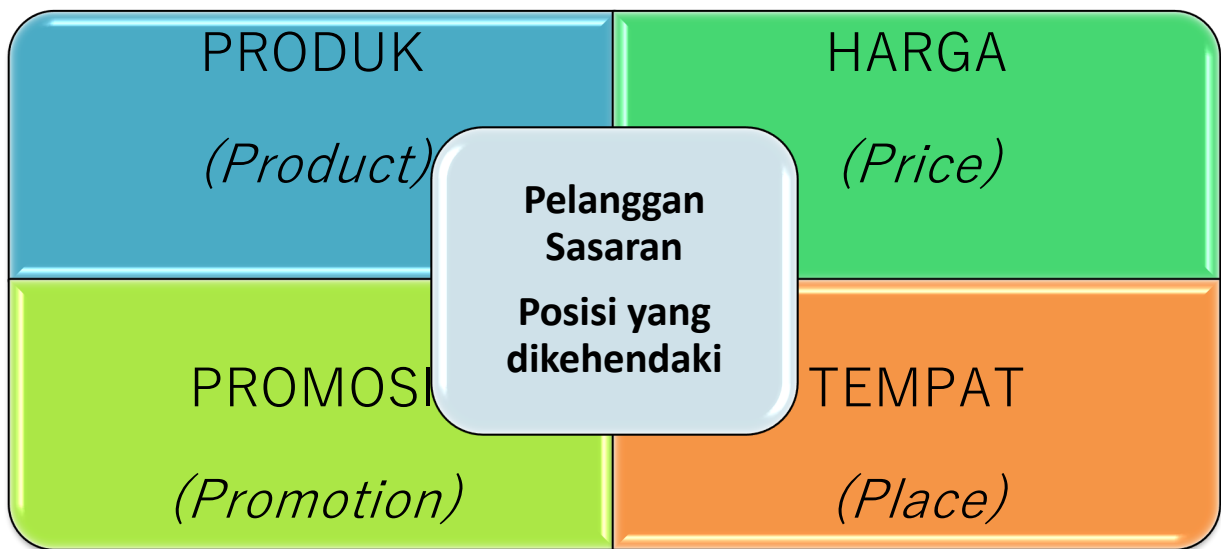 PRODUK
(Product)
HARGA
(Price)
Pelanggan
Sasaran
Posisi yang
dikehendaki
PROMOSI
(Promotion)
TEMPAT
(Place)